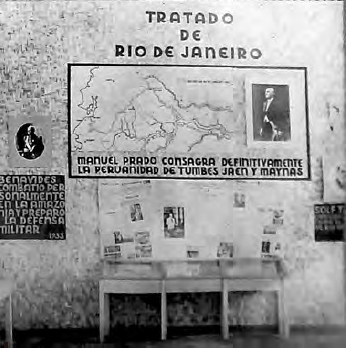 TRATADO
DE
RIO DE JANEIRO
MANUEL PRADO CONSAGRA DEFINITIVAMENTE
LA PERUANIDAD DE TUMBES JAEN Y MAYNAS
BENAVIDES
COMBATIO PER
SONALMENTE
EN LA AMAZO
NIA Y PREPARO
LA DEFENSA
MILITAR 1933